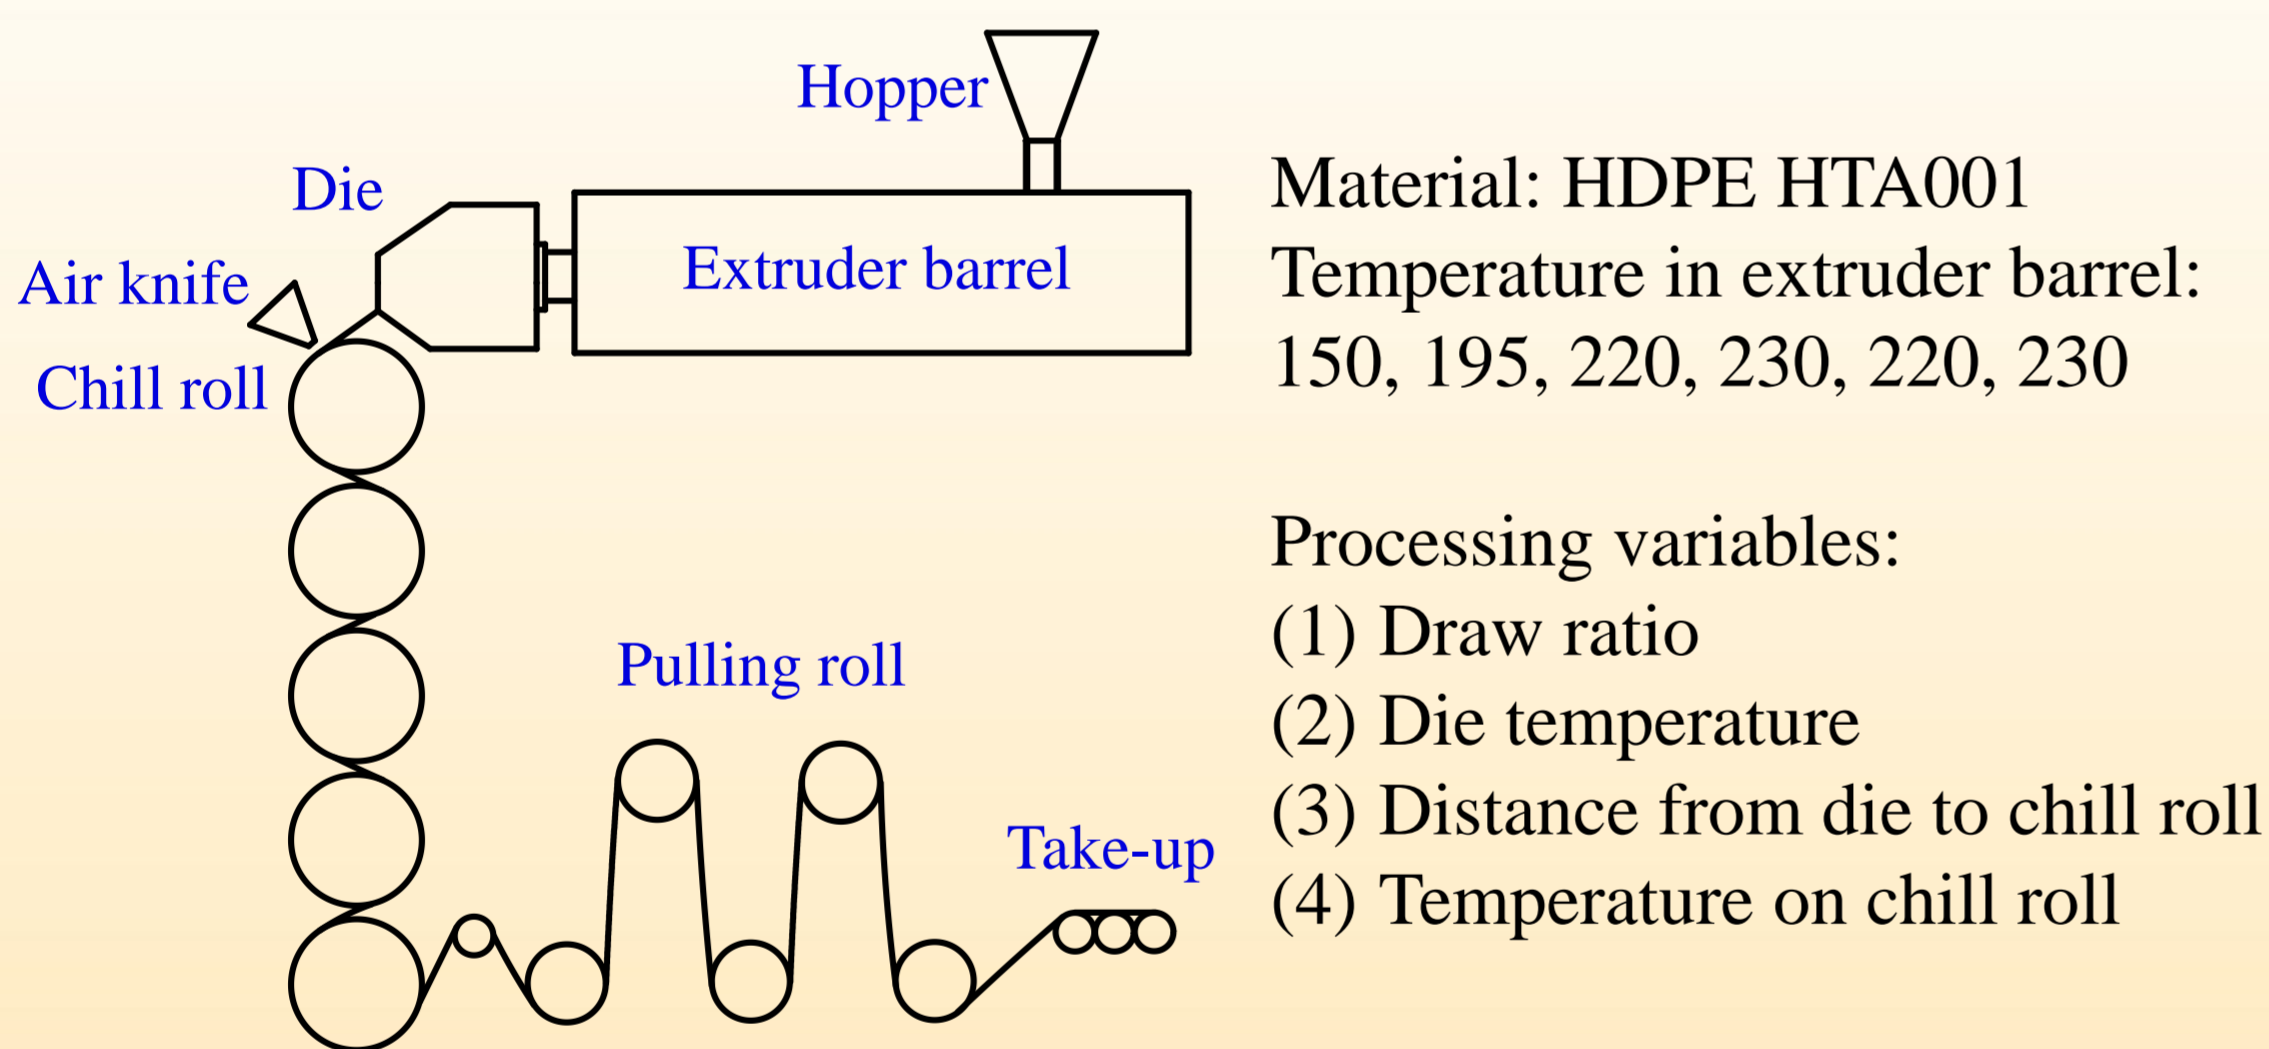 Hopper
Die
Extruder barrel
Air knife
Chill roll
Pulling roll
Take-up
Material: HDPE HTA001
Temperature in extruder barrel:
150, 195, 220, 230, 220, 230
Processing variables:
(1) Draw ratio
(2) Die temperature
(3) Distance from die to chill roll
(4) Temperature on chill roll